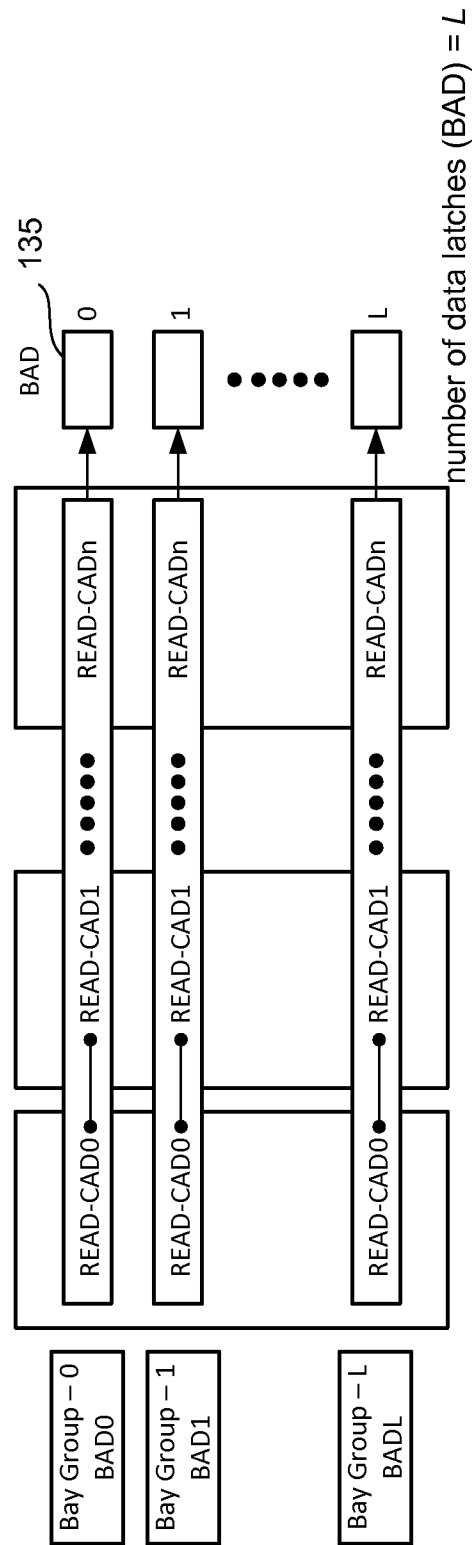 BAD
135
Bay Group – 0
BAD0
READ-CAD0
READ-CAD1
READ-CADn
0
Bay Group – 1
BAD1
READ-CAD0
READ-CAD1
READ-CADn
1
Bay Group – L
BADL
READ-CAD0
READ-CAD1
READ-CADn
L
number of data latches (BAD) = L